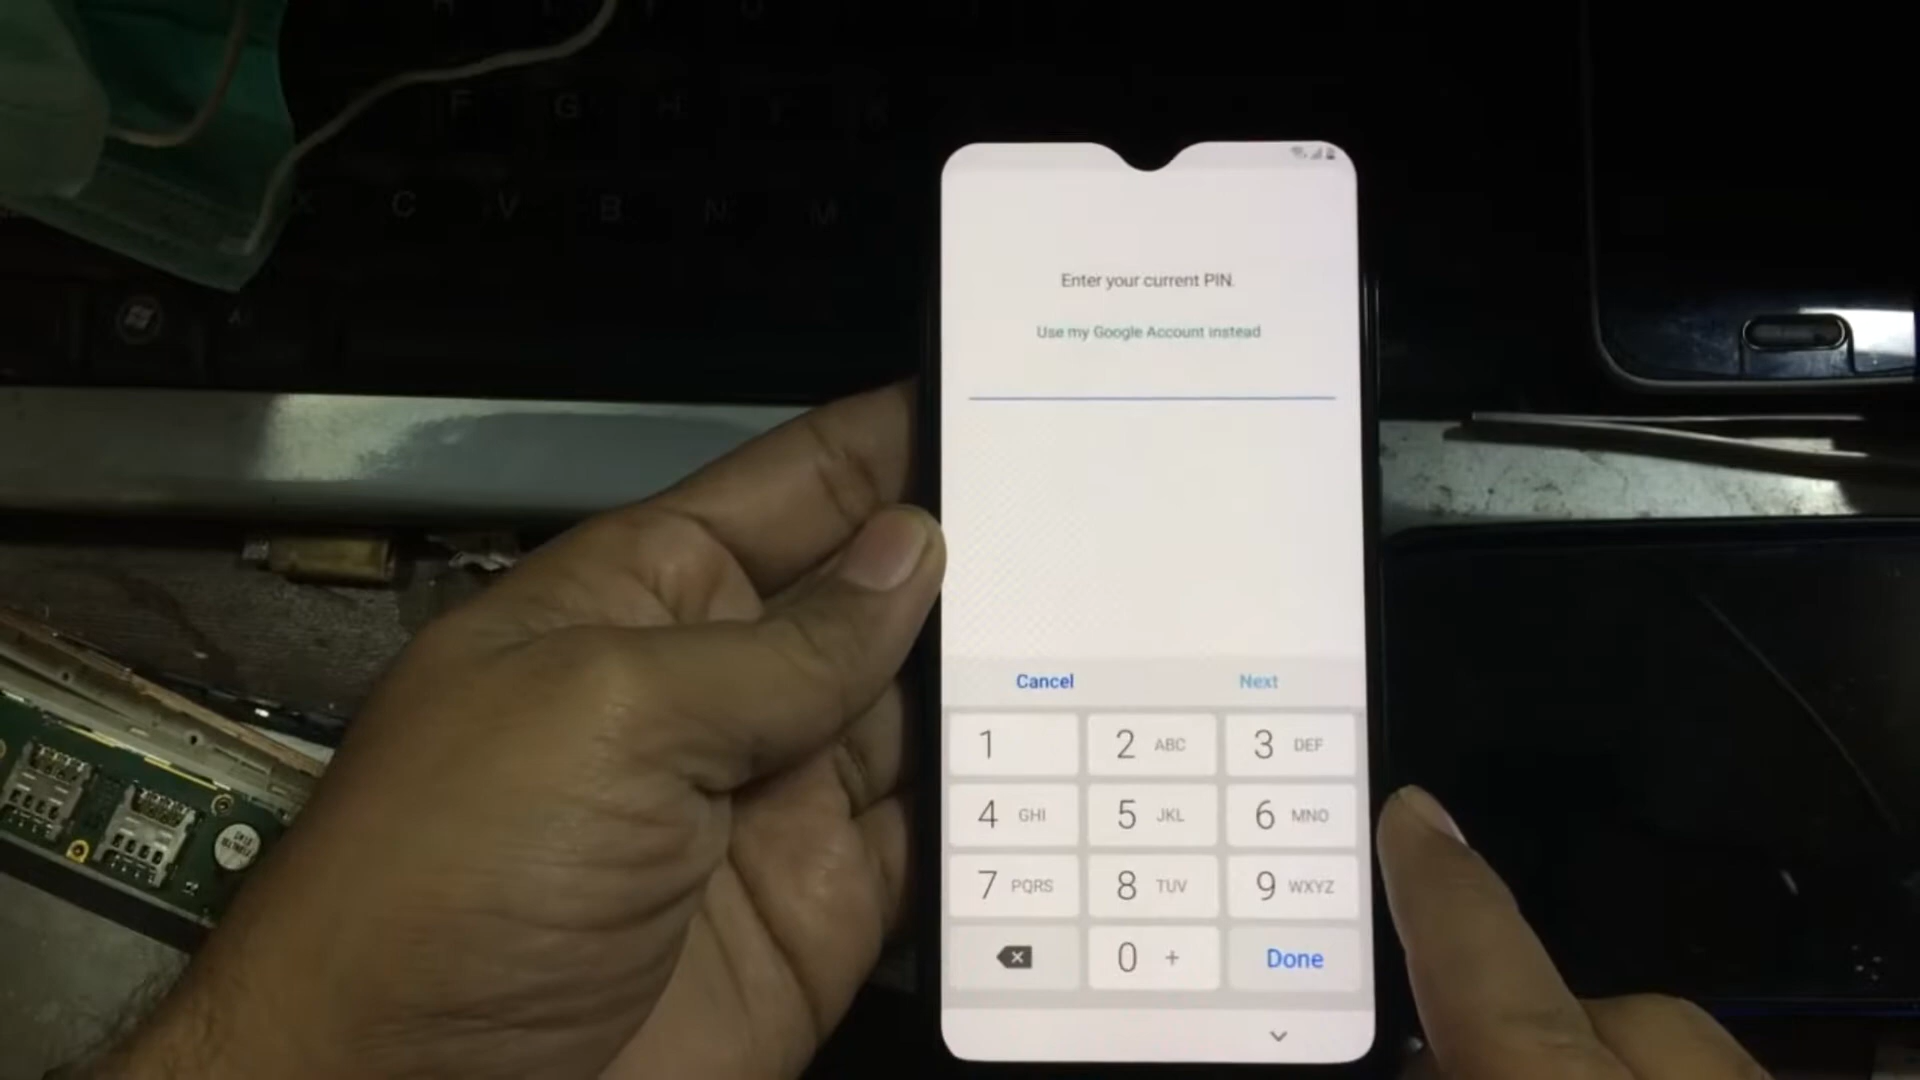 F G H
X C V B N M
Enter your current PIN.
Use my Google Account instead
Cancel Next
1 2 ABC 3 DEF
4 GHI 5 JKL 6 MNO
7 PQRS 8 TUV 9 WXYZ
0 + Done